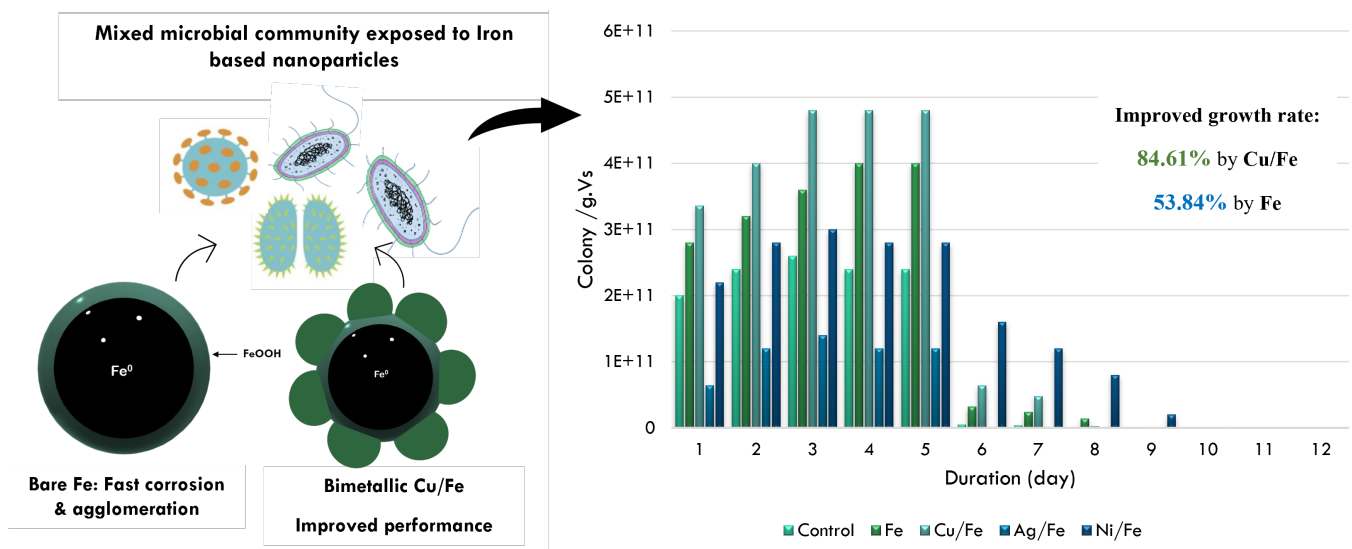 Mixed microbial community exposed to Iron
based nanoparticles
Fe⁰
FeOOH
Fe⁰
Bare Fe: Fast corrosion
& agglomeration
Bimetallic Cu/Fe
Improved performance
6E+11
5E+11
4E+11
3E+11
2E+11
1E+11
0
Colony /g.Vs
Improved growth rate:
84.61% by Cu/Fe
53.84% by Fe
1 2 3 4 5 6 7 8 9 10 11 12
Duration (day)
Control Fe Cu/Fe Ag/Fe Ni/Fe